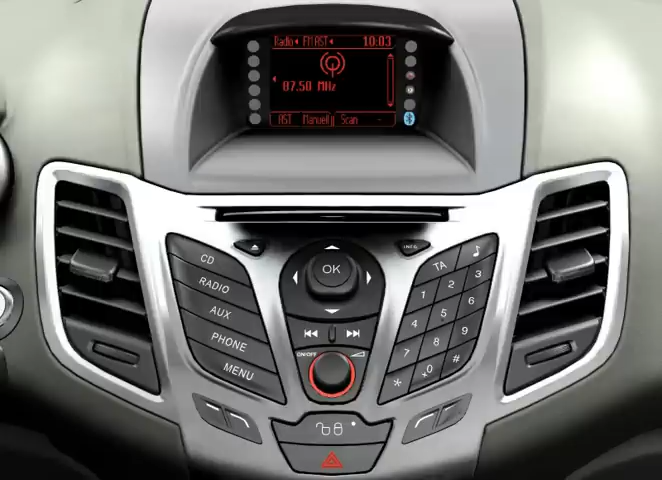 Radio FM AST 10:03
87.50 MHz
AST Manuell Scan -
CD
RADIO
AUX
PHONE
MENU
OK
INFO
ON/OFF
TA
1 2 3
4 5 6
7 8 9
* 0 #